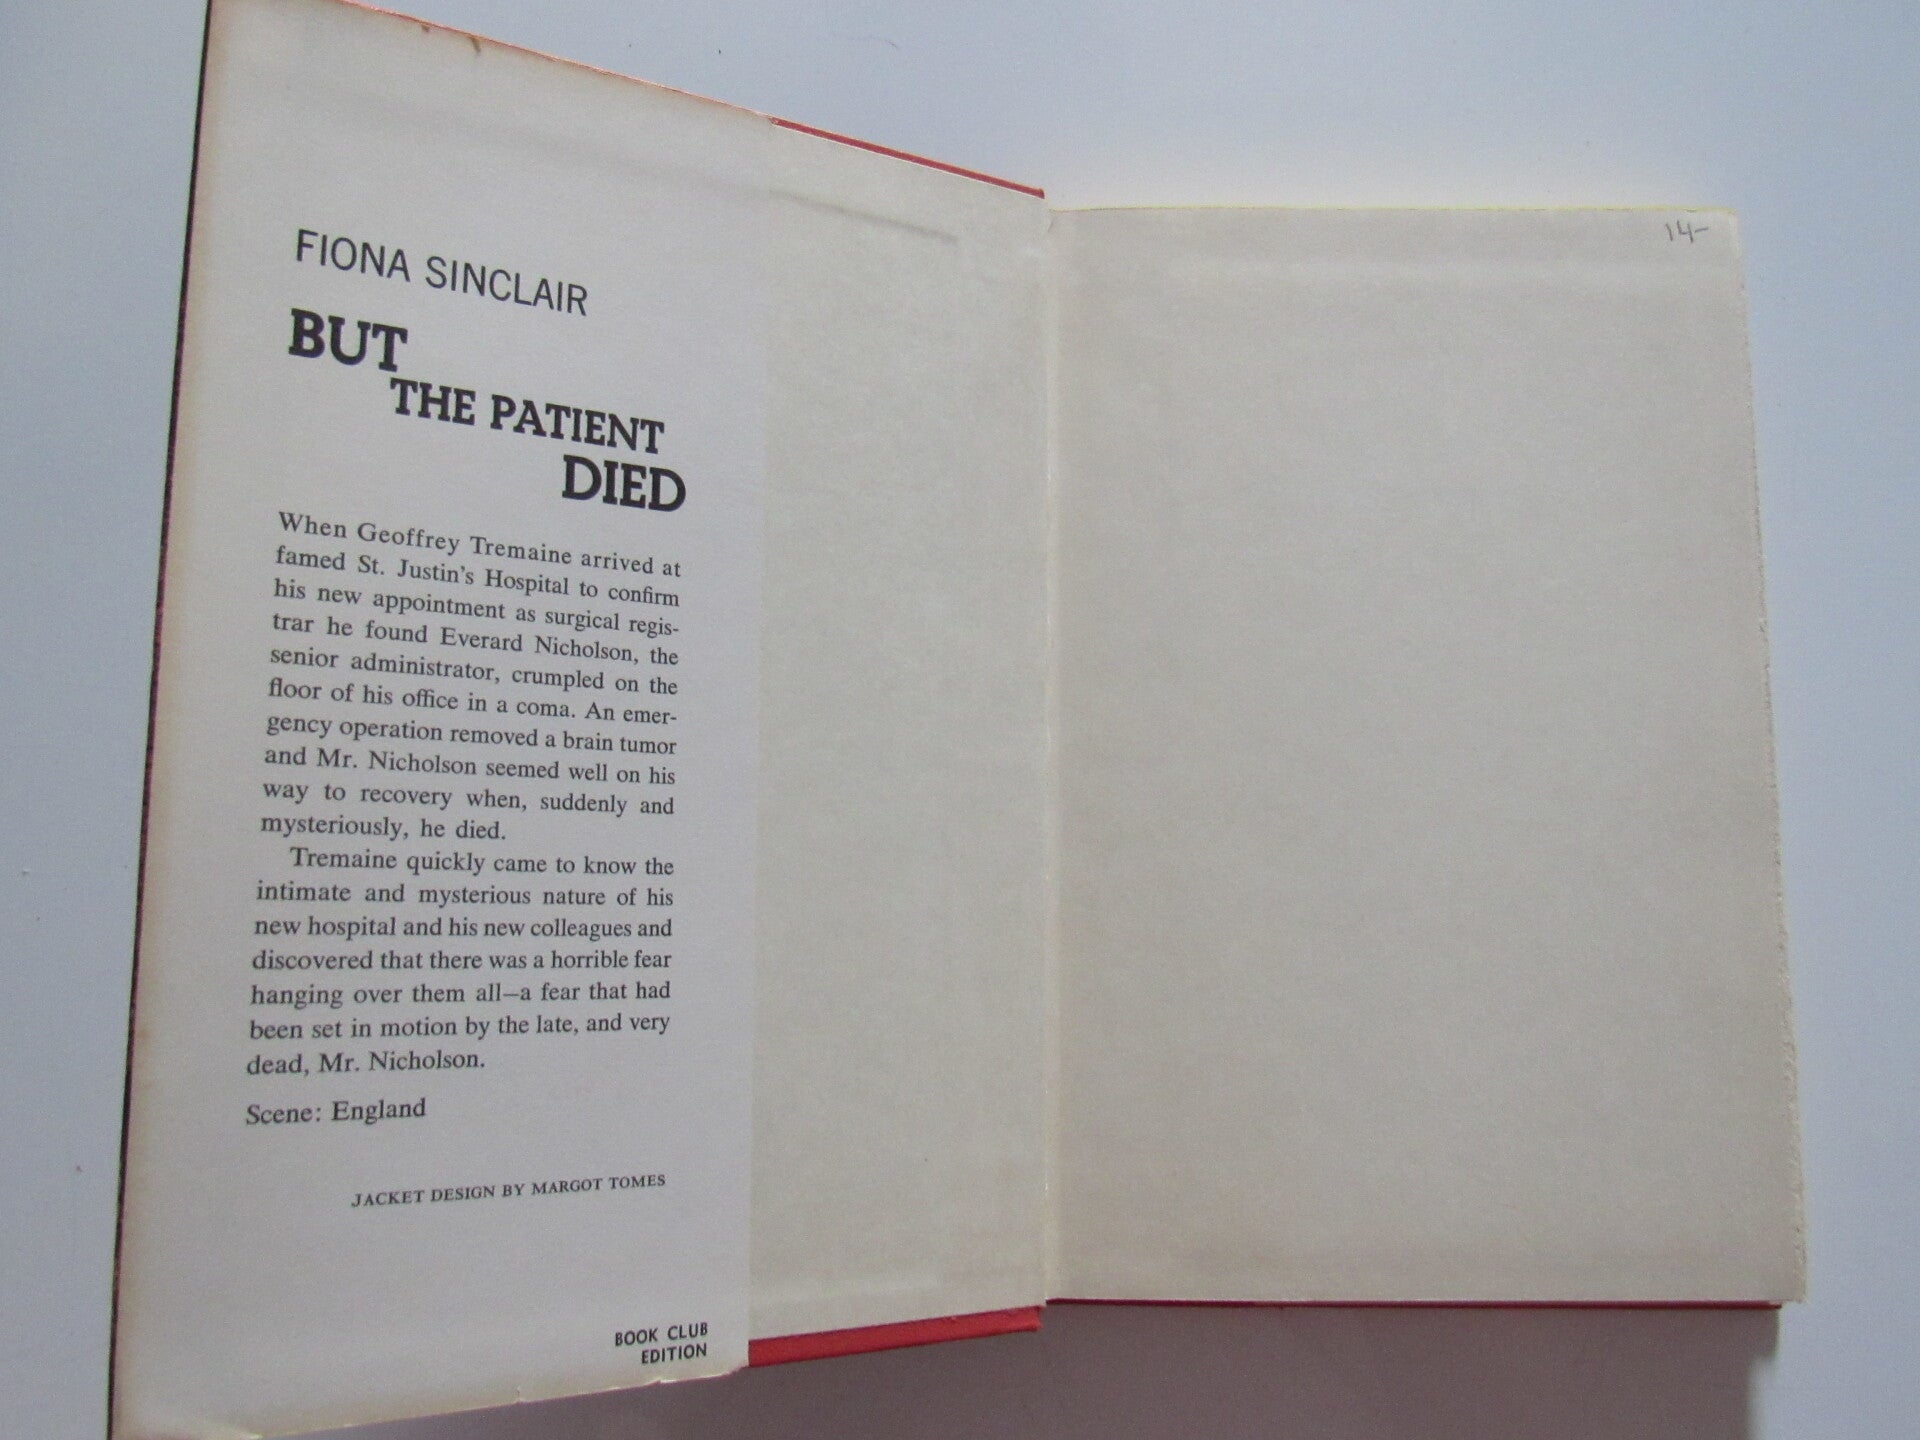 FIONA SINCLAIR
BUT
THE PATIENT
DIED
When Geoffrey Tremaine arrived at
famed St. Justin's Hospital to confirm
his new appointment as surgical regis-
trar he found Everard Nicholson, the
senior administrator, crumpled on the
floor of his office in a coma. An emer-
gency operation removed a brain tumor
and Mr. Nicholson seemed well on his
way to recovery when, suddenly and
mysteriously, he died.
Tremaine quickly came to know the
intimate and mysterious nature of his
new hospital and his new colleagues and
discovered that there was a horrible fear
hanging over them all—a fear that had
been set in motion by the late, and very
dead, Mr. Nicholson.
Scene: England
JACKET DESIGN BY MARGOT TOMES
BOOK CLUB
EDITION
14-